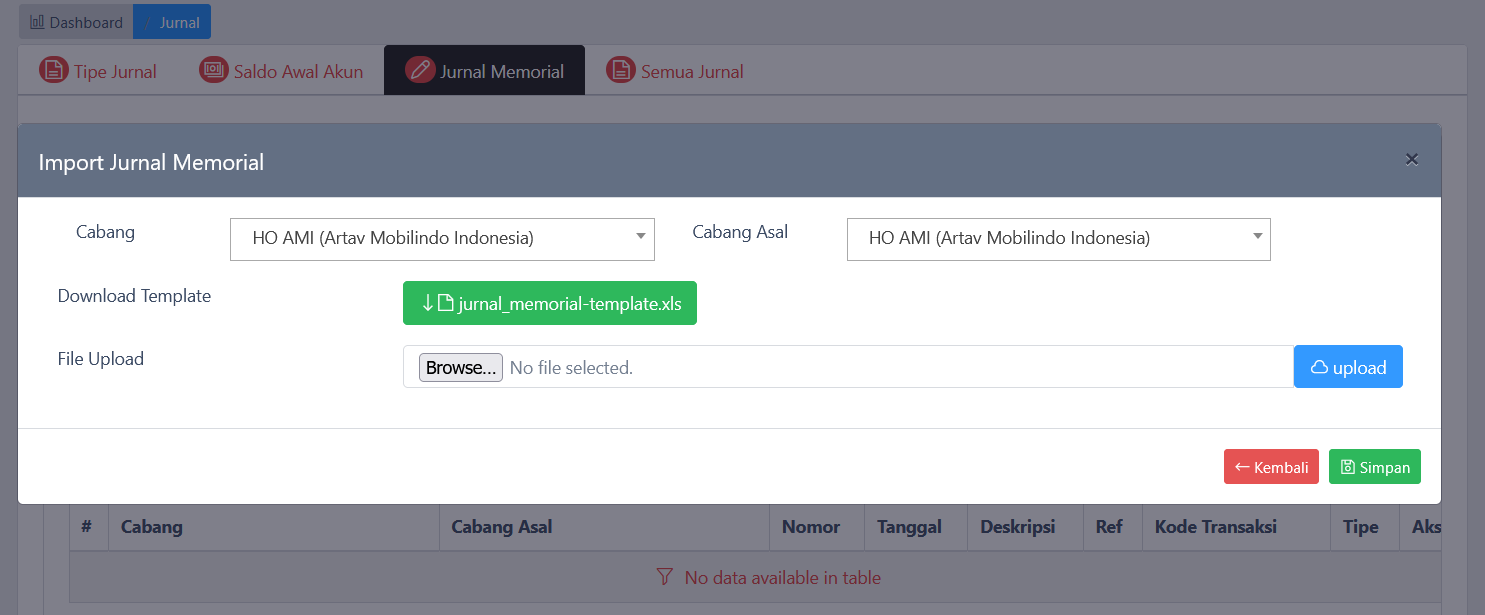 Dashboard / Jurnal
Tipe Jurnal Saldo Awal Akun Jurnal Memorial Semua Jurnal
Import Jurnal Memorial ×
Cabang HO AMI (Artav Mobilindo Indonesia) Cabang Asal HO AMI (Artav Mobilindo Indonesia)
Download Template jurnal_memorial-template.xls
File Upload Browse... No file selected. upload
Kembali Simpan
# Cabang Cabang Asal Nomor Tanggal Deskripsi Ref Kode Transaksi Tipe Aks
No data available in table